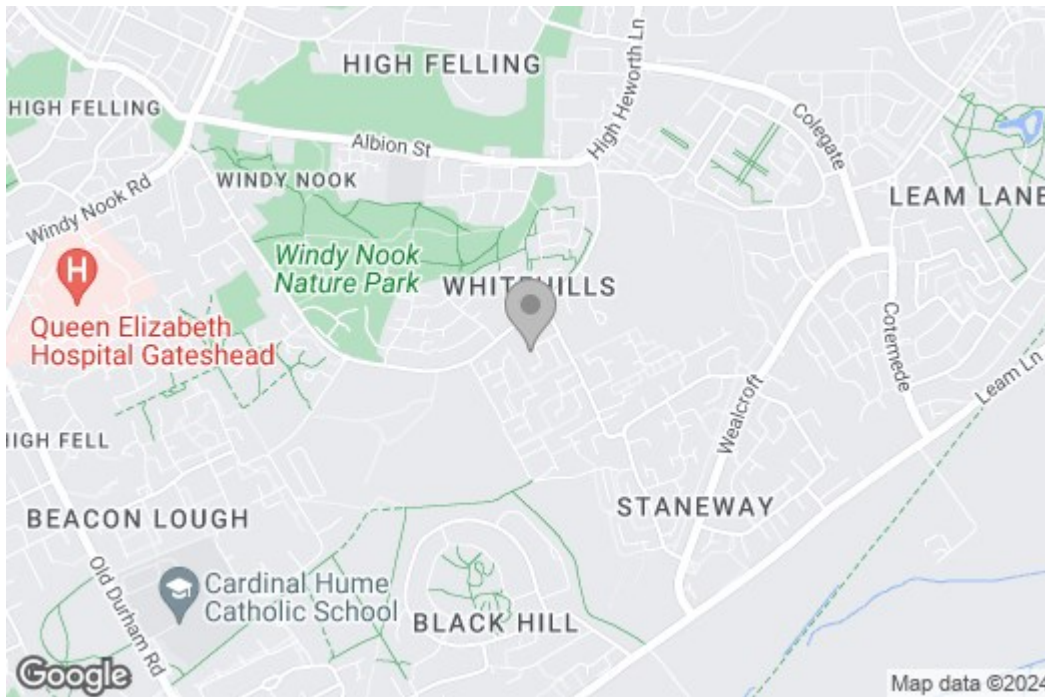 HIGH FELLING
HIGH FELLING
High Heworth Ln
Colegate
Albion St
WINDY NOOK
LEAM LANE
Windy Nook Rd
Windy Nook
Nature Park
WHITEHILLS
H
Queen Elizabeth
Hospital Gateshead
Cotemede
Leam Ln
Wealcroft
HIGH FELL
STANEWAY
BEACON LOUGH
Old Durham Rd
Cardinal Hume
Catholic School
BLACK HILL
Google
Map data ©2024